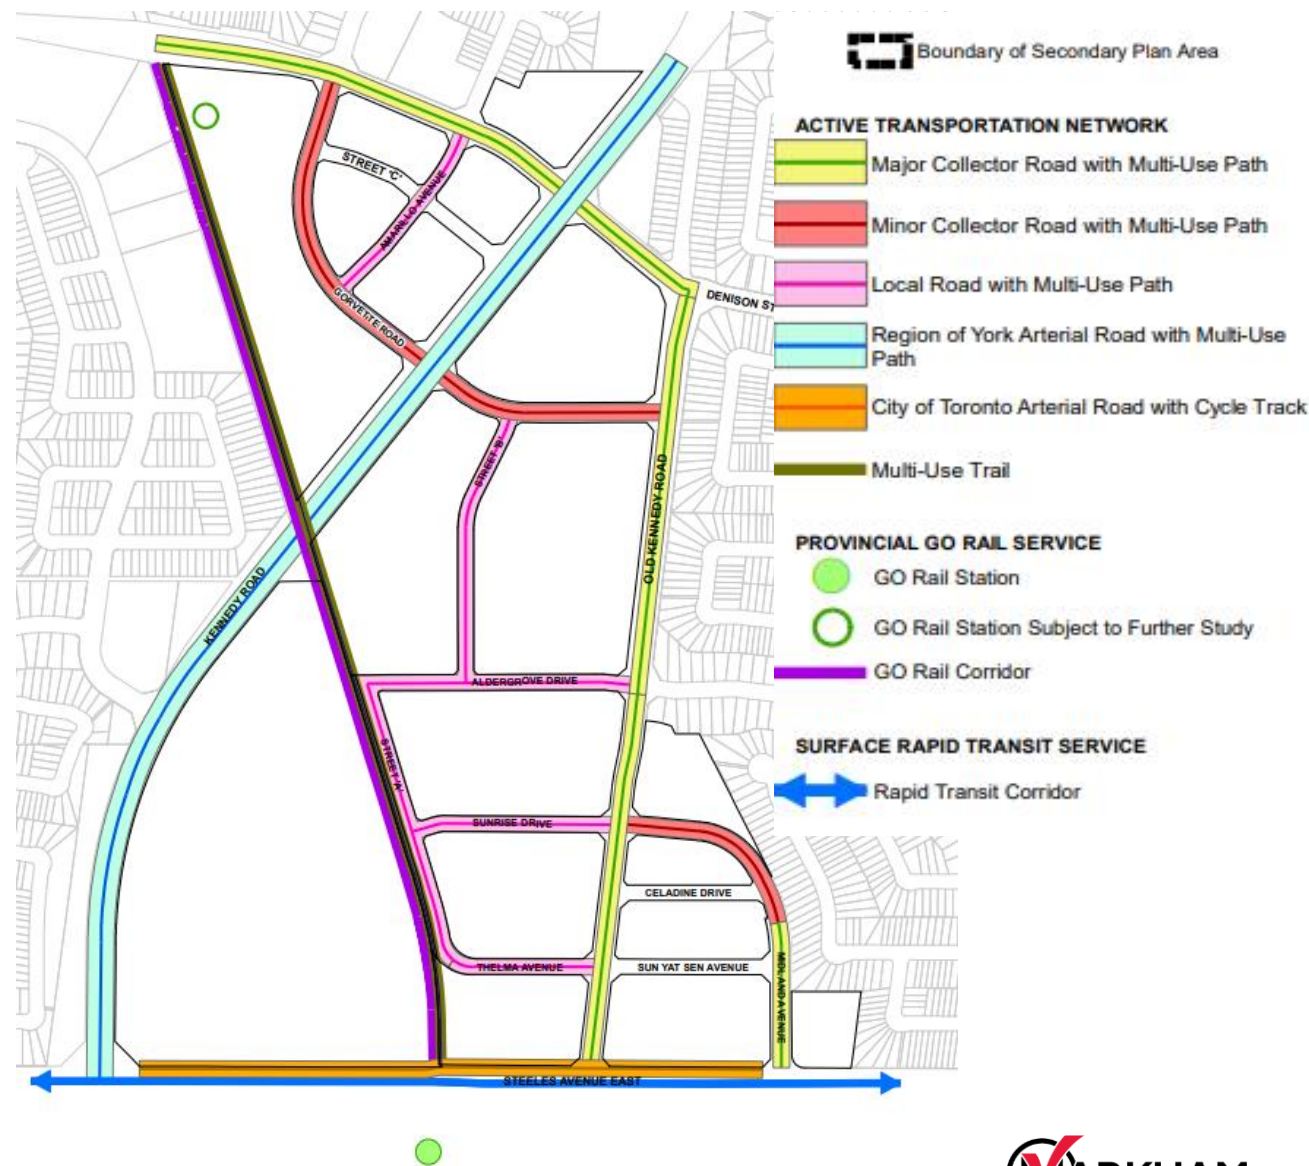 Boundary of Secondary Plan Area
ACTIVE TRANSPORTATION NETWORK
Major Collector Road with Multi-Use Path
Minor Collector Road with Multi-Use Path
Local Road with Multi-Use Path
Region of York Arterial Road with Multi-Use
Path
City of Toronto Arterial Road with Cycle Track
Multi-Use Trail
PROVINCIAL GO RAIL SERVICE
GO Rail Station
GO Rail Station Subject to Further Study
GO Rail Corridor
SURFACE RAPID TRANSIT SERVICE
Rapid Transit Corridor
STREET 'C'
AMARILLO AVENUE
GORVETTE ROAD
DENISON ST
STREET 'B'
OLD KENNEDY ROAD
KENNEDY ROAD
ALDERGROVE DRIVE
STREET 'A'
SUNRISE DRIVE
CELADINE DRIVE
THELMA AVENUE
SUN YAT SEN AVENUE
MIDLAND AVENUE
STEELES AVENUE EAST